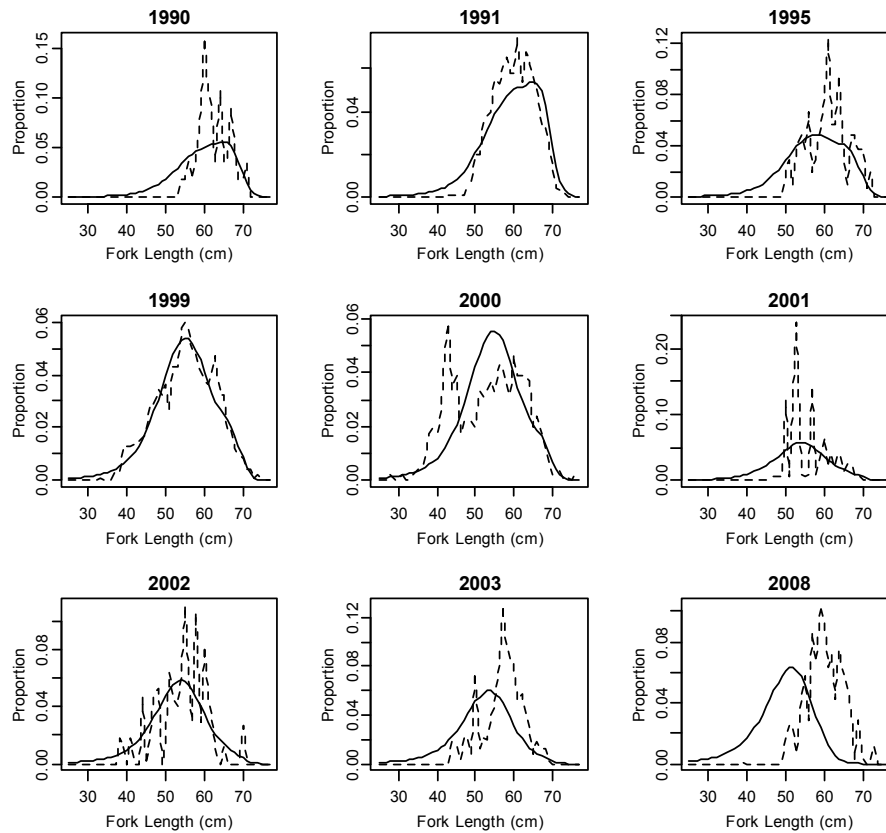 1990
Proportion
0.00 0.05 0.10 0.15
30 40 50 60 70
Fork Length (cm)
1991
Proportion
0.00 0.04
30 40 50 60 70
Fork Length (cm)
1995
Proportion
0.00 0.04 0.08 0.12
30 40 50 60 70
Fork Length (cm)
1999
Proportion
0.00 0.02 0.04 0.06
30 40 50 60 70
Fork Length (cm)
2000
Proportion
0.00 0.02 0.04 0.06
30 40 50 60 70
Fork Length (cm)
2001
Proportion
0.00 0.10 0.20
30 40 50 60 70
Fork Length (cm)
2002
Proportion
0.00 0.04 0.08
30 40 50 60 70
Fork Length (cm)
2003
Proportion
0.00 0.04 0.08 0.12
30 40 50 60 70
Fork Length (cm)
2008
Proportion
0.00 0.04 0.08
30 40 50 60 70
Fork Length (cm)